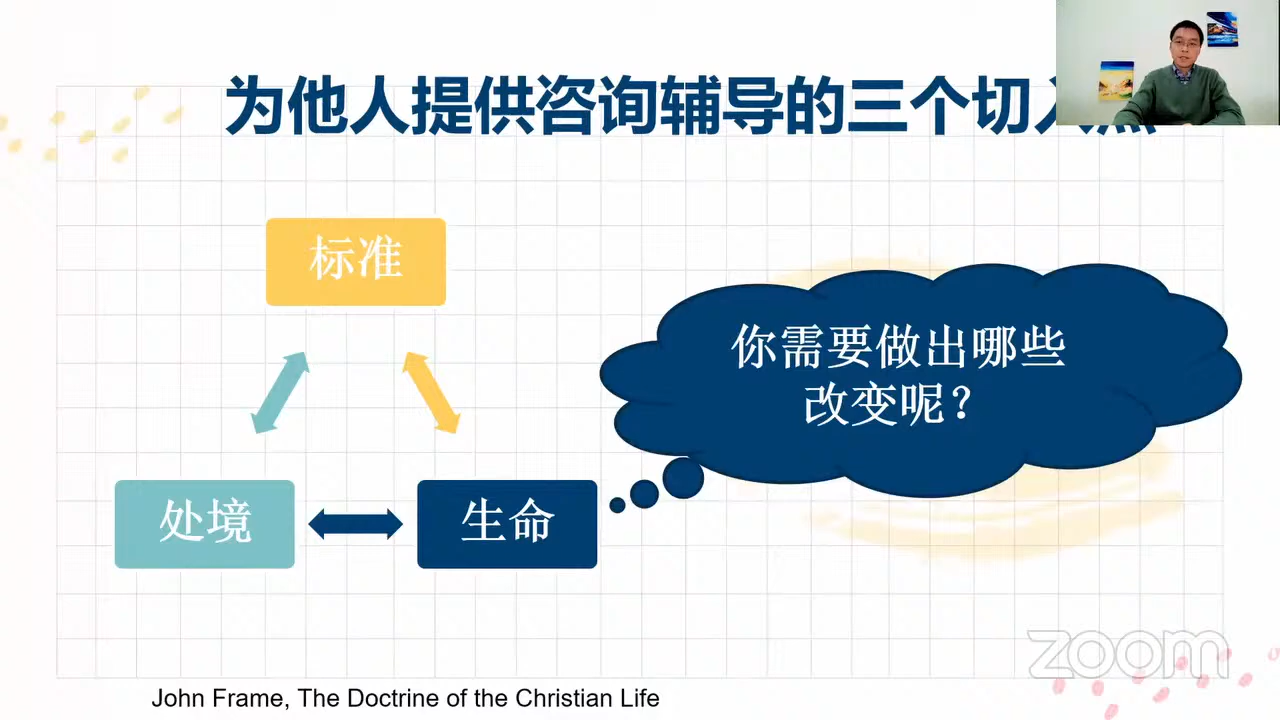 为他人提供咨询辅导的三个切入点
标准
你需要做出哪些
改变呢？
处境
生命
zoom
John Frame, The Doctrine of the Christian Life